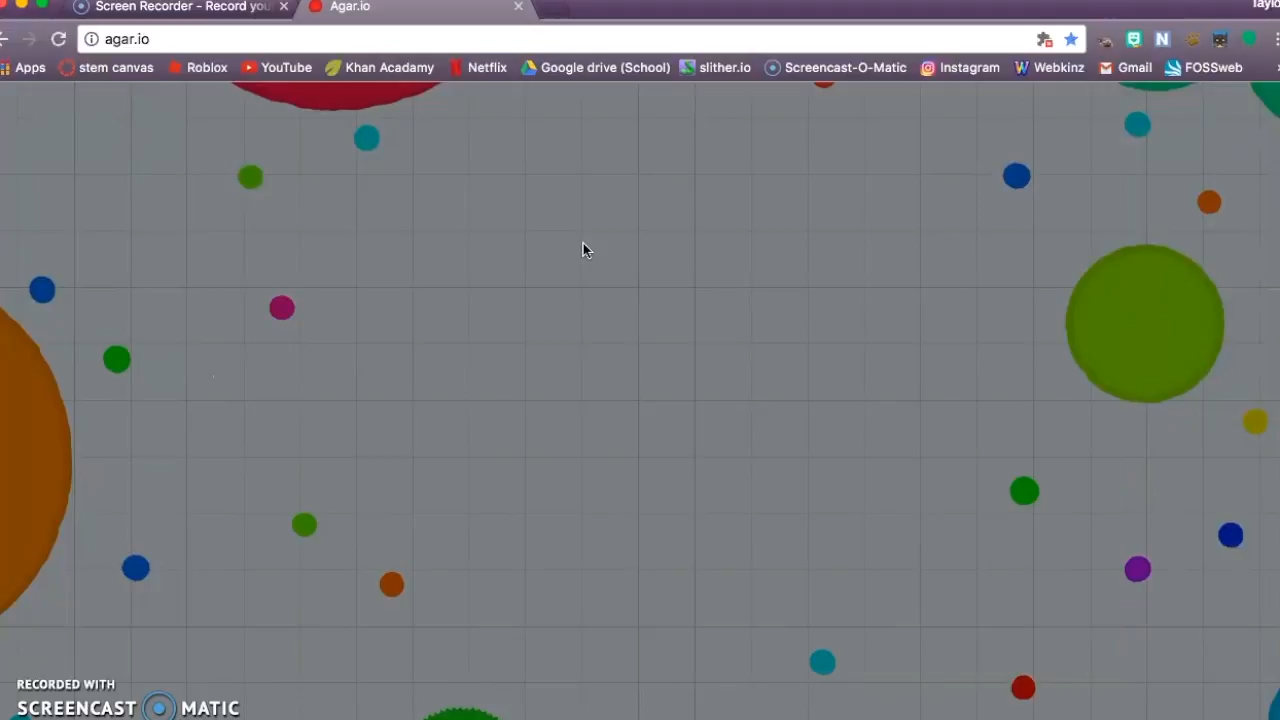 Screen Recorder - Record you
Agar.io
Taylo
agar.io
Apps stem canvas Roblox YouTube Khan Acadamy Netflix Google drive (School) slither.io Screencast-O-Matic Instagram Webkinz Gmail FOSSweb
RECORDED WITH
SCREENCAST MATIC